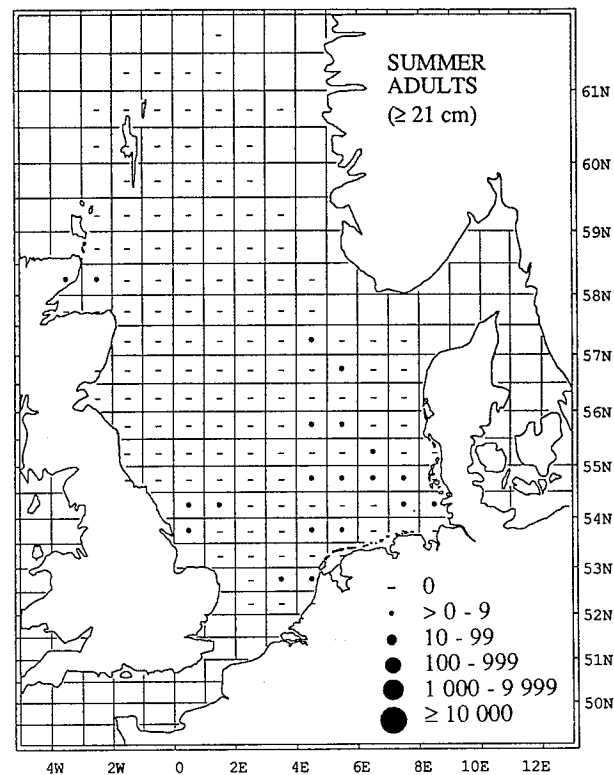 SUMMER
ADULTS
(≥ 21 cm)
61N
60N
59N
58N
57N
56N
55N
54N
53N
52N
51N
50N
- 0
> 0 - 9
10 - 99
100 - 999
1 000 - 9 999
≥ 10 000
4W 2W 0 2E 4E 6E 8E 10E 12E